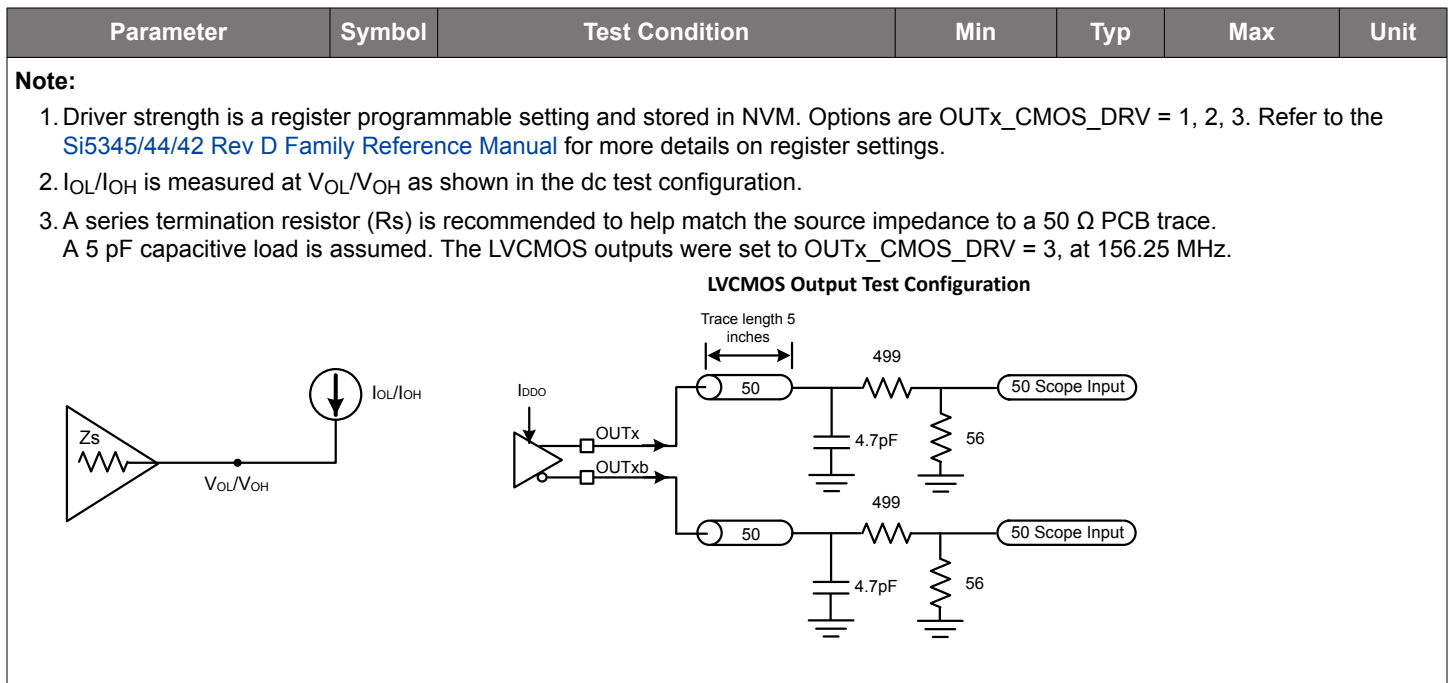 Parameter Symbol Test Condition Min Typ Max Unit
Note:
1. Driver strength is a register programmable setting and stored in NVM. Options are OUTx_CMOS_DRV = 1, 2, 3. Refer to the
Si5345/44/42 Rev D Family Reference Manual for more details on register settings.
2. IOL/IOH is measured at VOL/VOH as shown in the dc test configuration.
3. A series termination resistor (Rs) is recommended to help match the source impedance to a 50 Ω PCB trace.
A 5 pF capacitive load is assumed. The LVCMOS outputs were set to OUTx_CMOS_DRV = 3, at 156.25 MHz.
LVCMOS Output Test Configuration
Trace length 5
inches
IOL/IOH
Zs
VOL/VOH
IDDO
OUTx
OUTxb
50
499
50 Scope Input
4.7pF
56
50
499
50 Scope Input
4.7pF
56